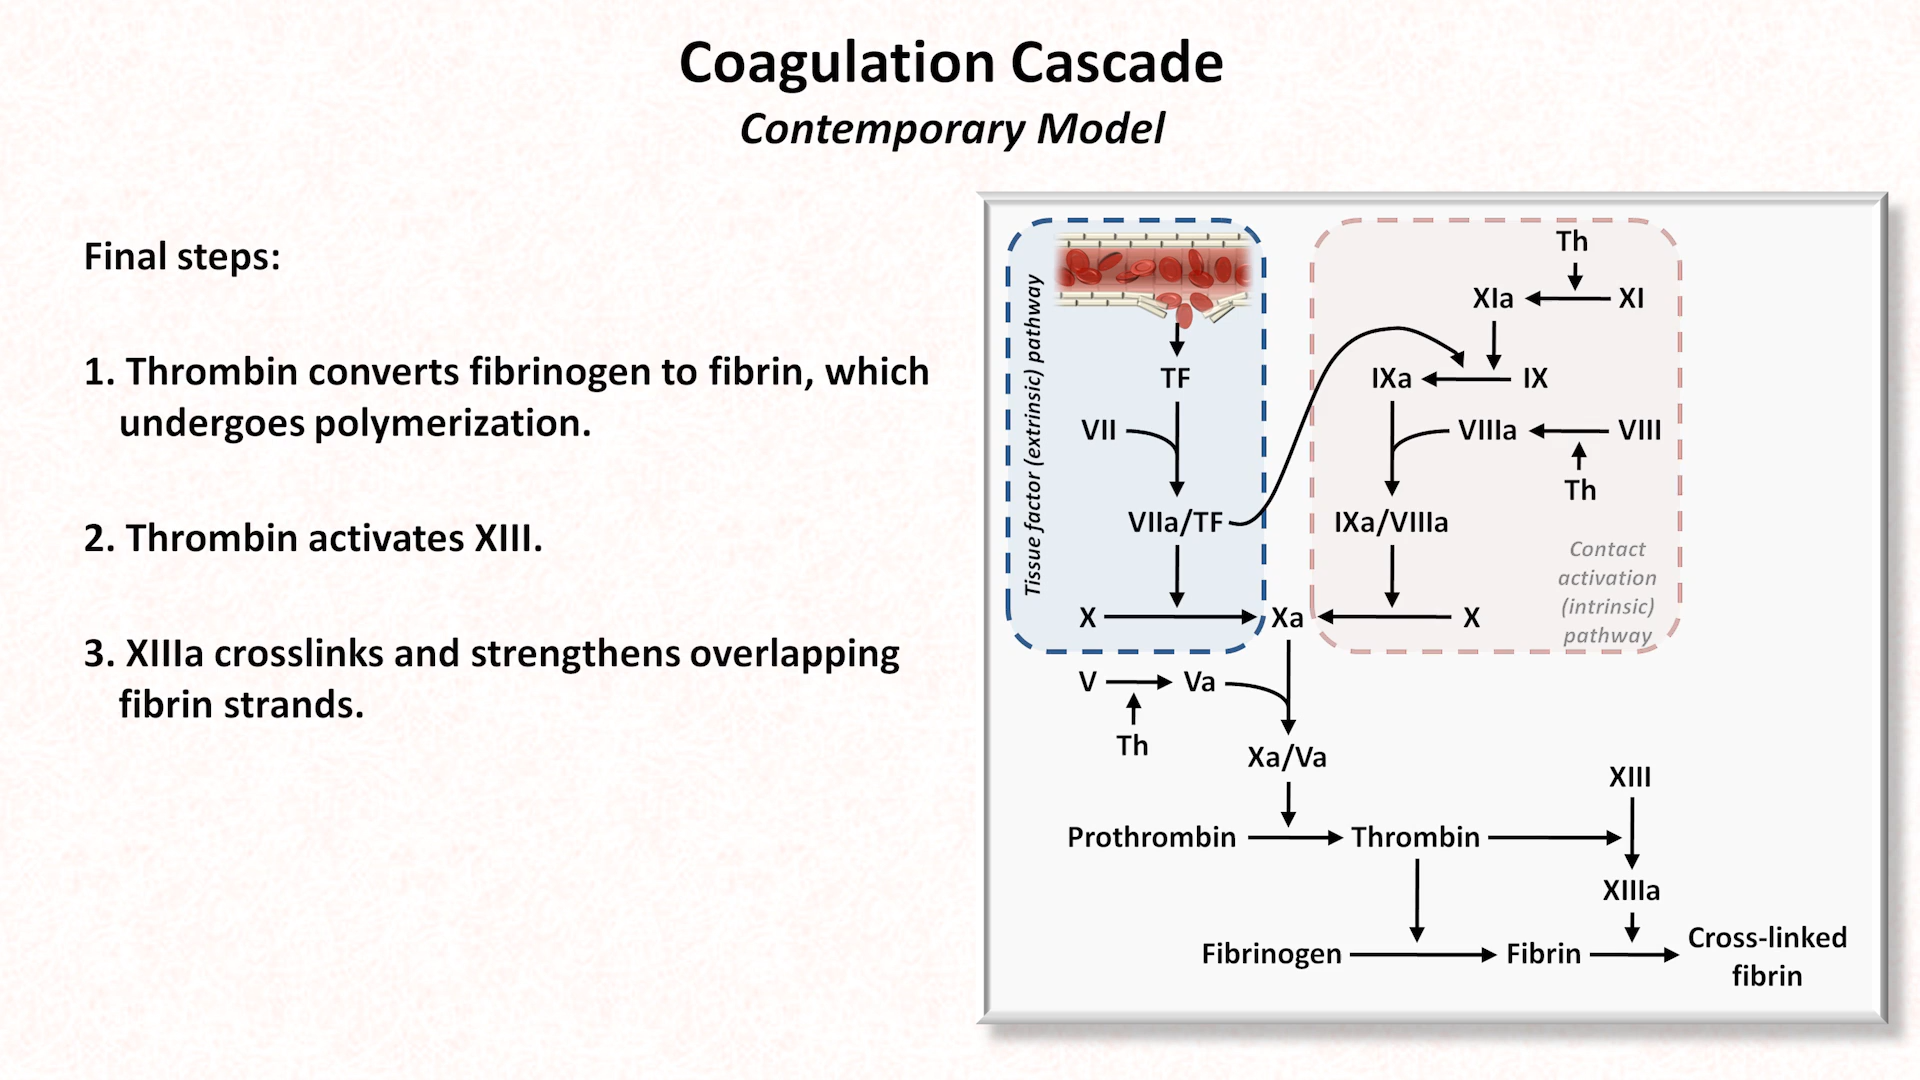 Coagulation Cascade
Contemporary Model
Final steps:
1. Thrombin converts fibrinogen to fibrin, which
undergoes polymerization.
2. Thrombin activates XIII.
3. XIIIa crosslinks and strengthens overlapping
fibrin strands.
Tissue factor (extrinsic) pathway
TF
VII
VIIa/TF
X
Xa
Th
XIa
XI
IXa
IX
VIIIa
VIII
Th
IXa/VIIIa
Contact
activation
(intrinsic)
pathway
X
V
Va
Th
Xa/Va
XIII
Prothrombin
Thrombin
XIIIa
Fibrinogen
Fibrin
Cross-linked
fibrin